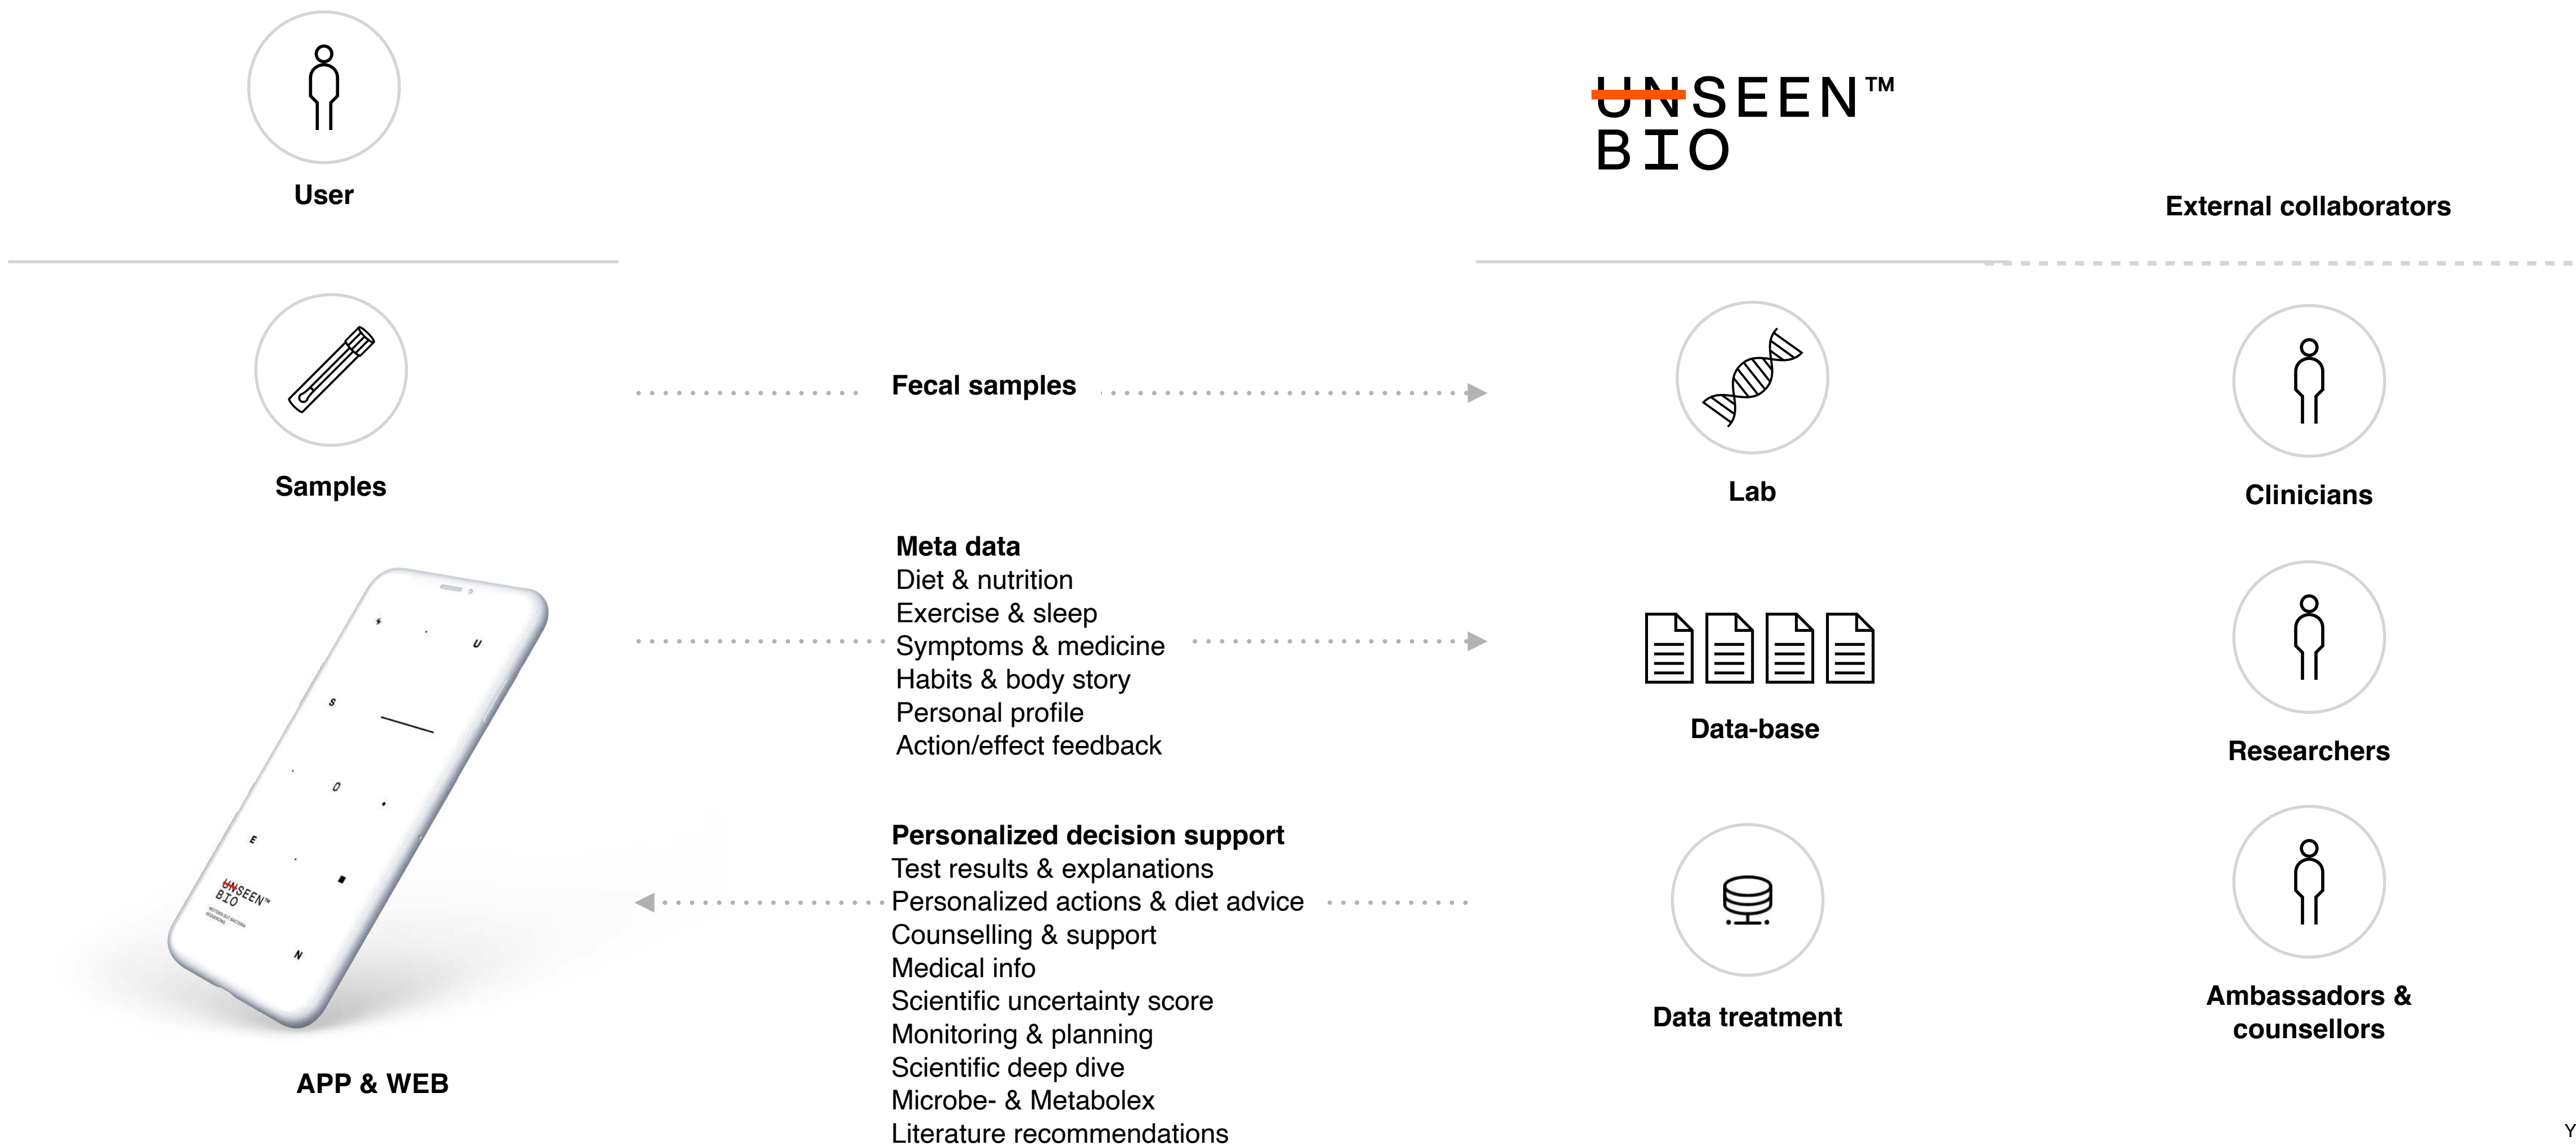 User
UNSEEN™
BIO
External collaborators
Samples
Fecal samples
Lab
Clinicians
Meta data
Diet & nutrition
Exercise & sleep
Symptoms & medicine
Habits & body story
Personal profile
Action/effect feedback
Data-base
Researchers
U
S
E
UNSEEN™
BIO
N
APP & WEB
Personalized decision support
Test results & explanations
Personalized actions & diet advice
Counselling & support
Medical info
Scientific uncertainty score
Monitoring & planning
Scientific deep dive
Microbe- & Metabolex
Literature recommendations
Data treatment
Ambassadors &
counsellors
Y